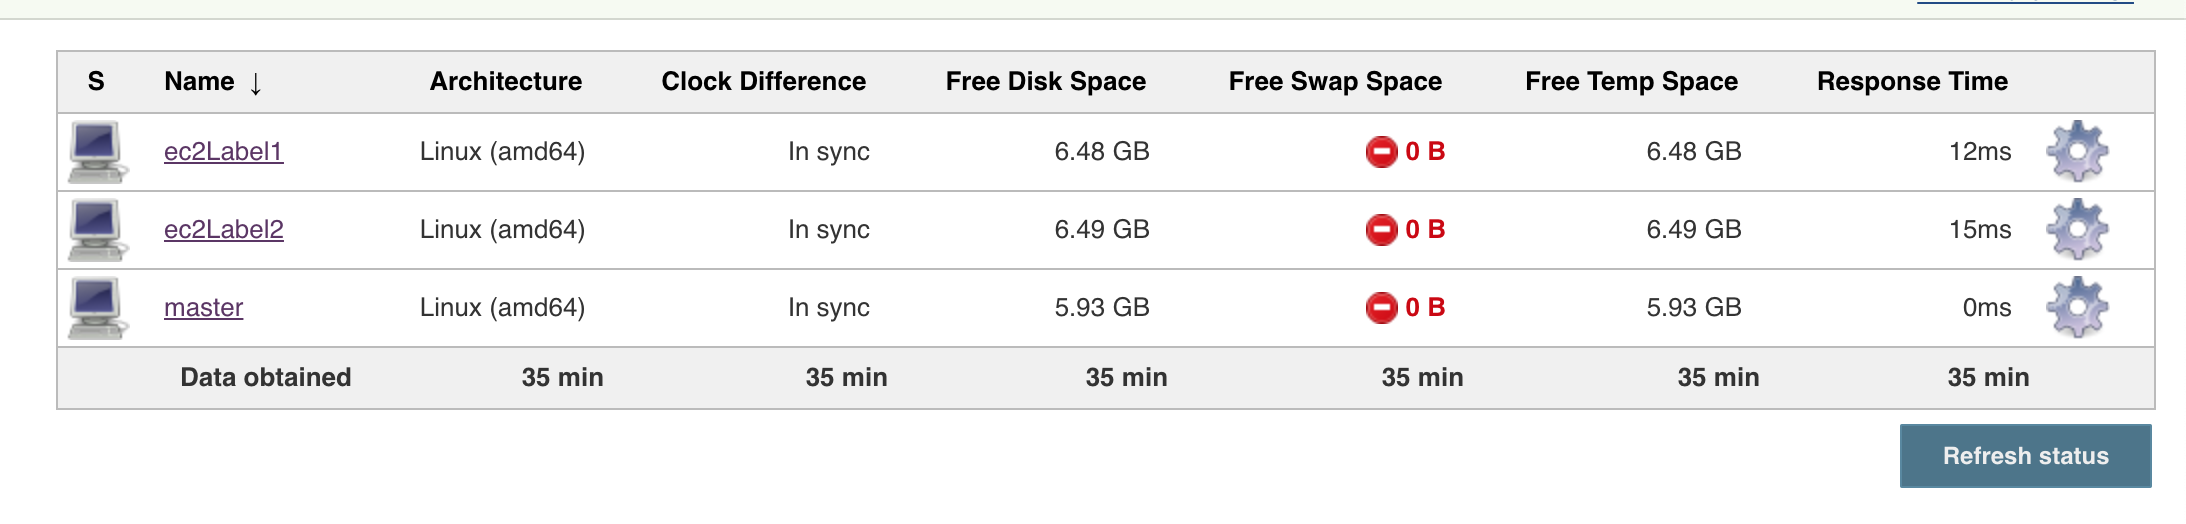 S Name ↓ Architecture Clock Difference Free Disk Space Free Swap Space Free Temp Space Response Time
ec2Label1 Linux (amd64) In sync 6.48 GB 0 B 6.48 GB 12ms
ec2Label2 Linux (amd64) In sync 6.49 GB 0 B 6.49 GB 15ms
master Linux (amd64) In sync 5.93 GB 0 B 5.93 GB 0ms
Data obtained 35 min 35 min 35 min 35 min 35 min 35 min
Refresh status